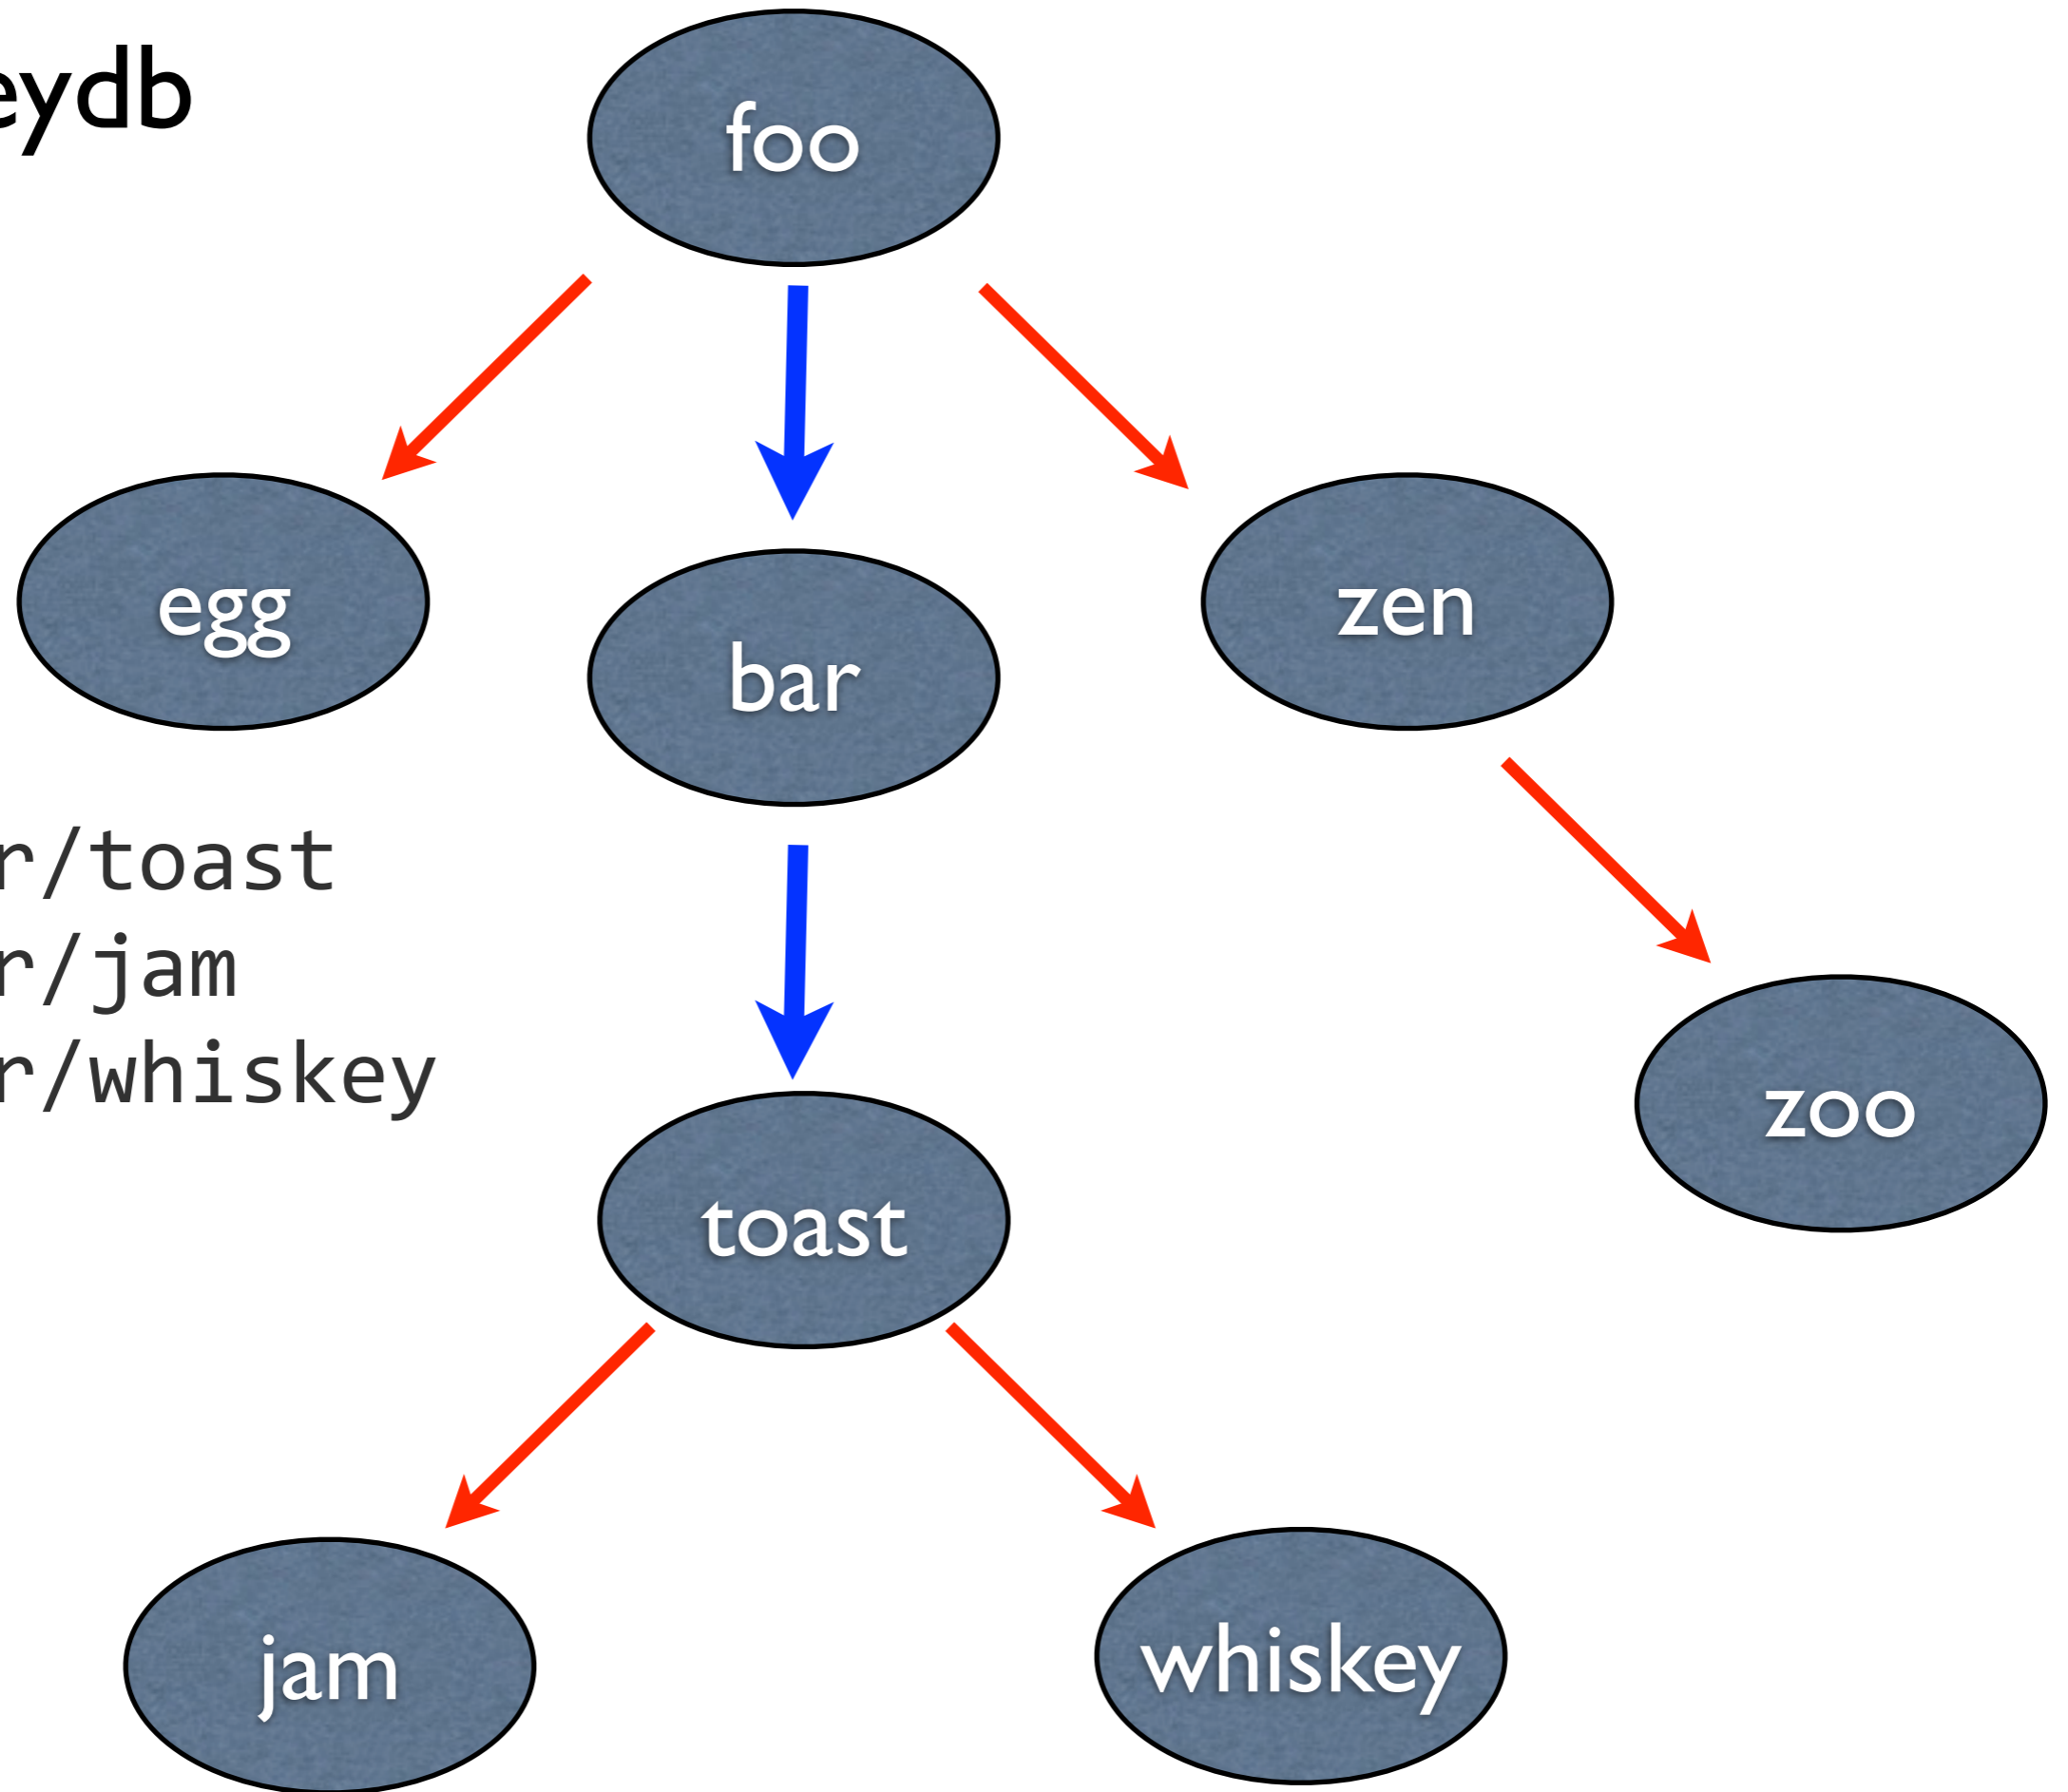 eydb
foo
egg
bar
zen
r/toast
r/jam
r/whiskey
zoo
toast
jam
whiskey